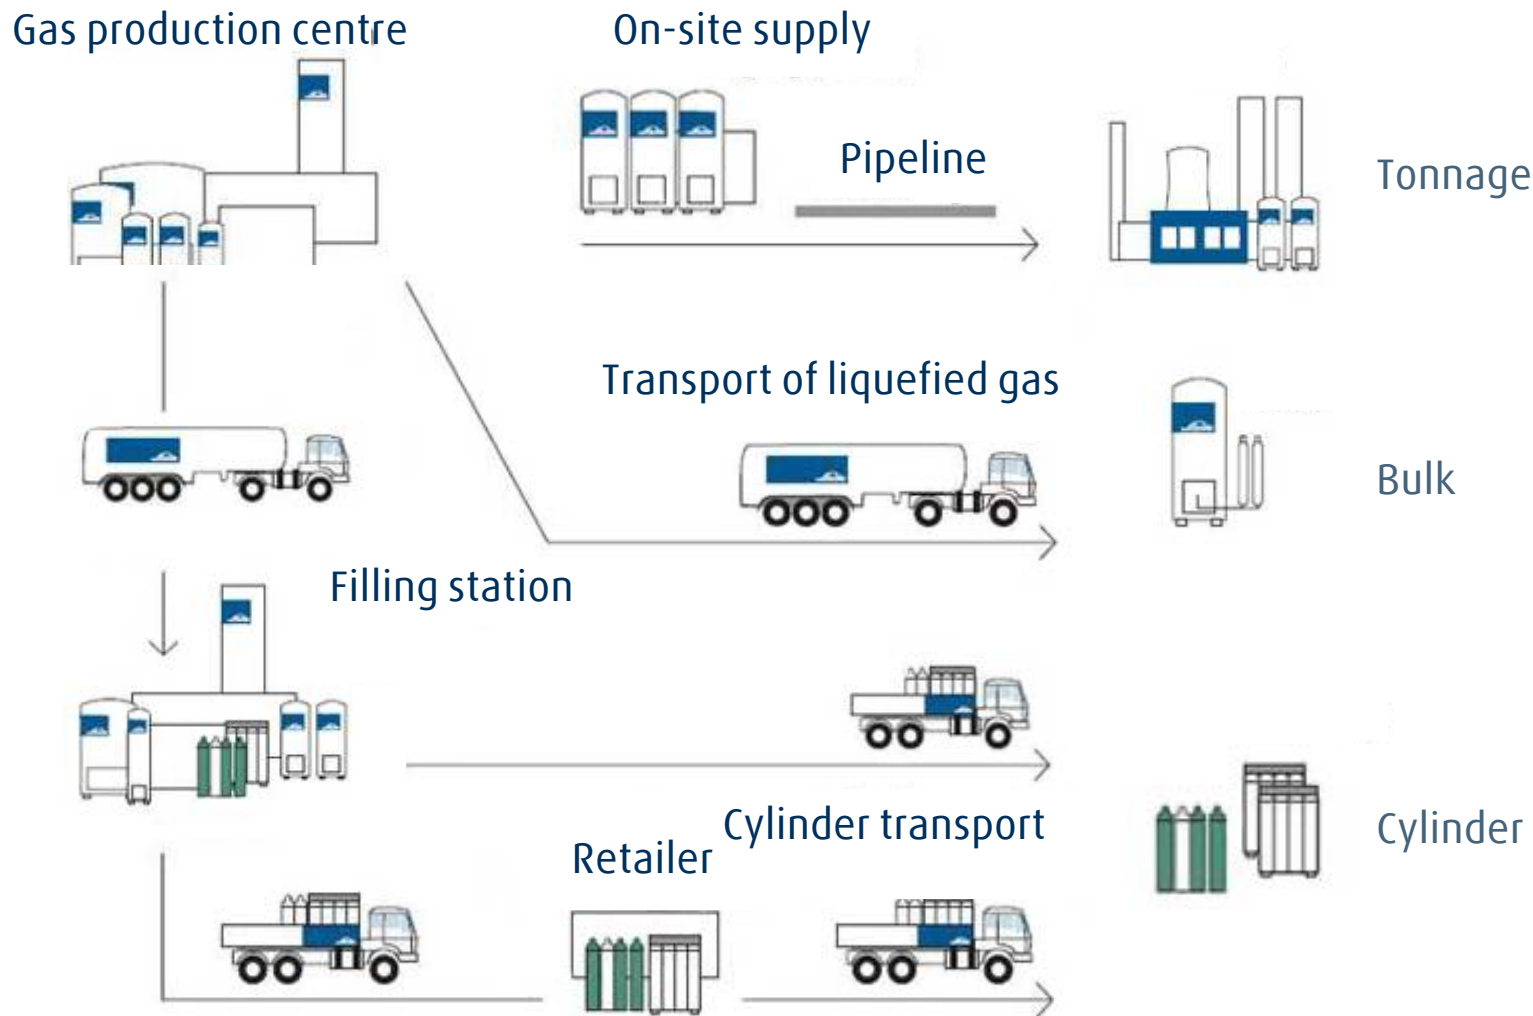 Gas production centre
On-site supply
Pipeline
Tonnage
Transport of liquefied gas
Bulk
Filling station
Cylinder transport
Cylinder
Retailer